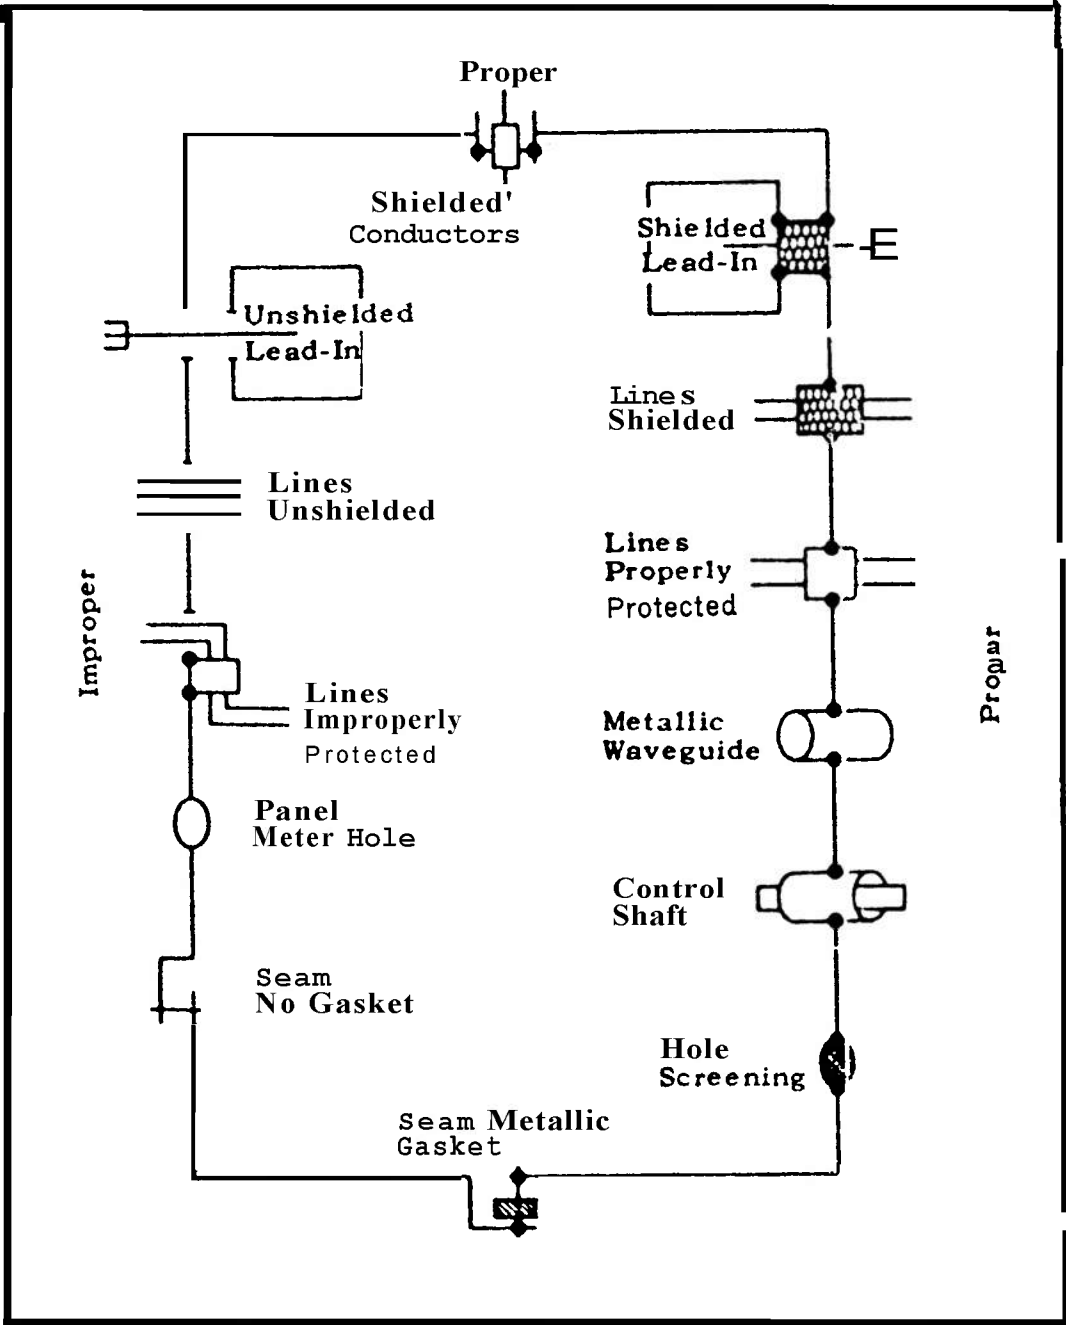 Proper
Shielded'
Conductors
Shielded
Lead-In
Unshielded
Lead-In
Lines
Shielded
Lines
Unshielded
Lines
Properly
Protected
Improper
Lines
Improperly
Protected
Metallic
Waveguide
Panel
Meter Hole
Control
Shaft
Seam
No Gasket
Hole
Screening
Seam Metallic
Gasket